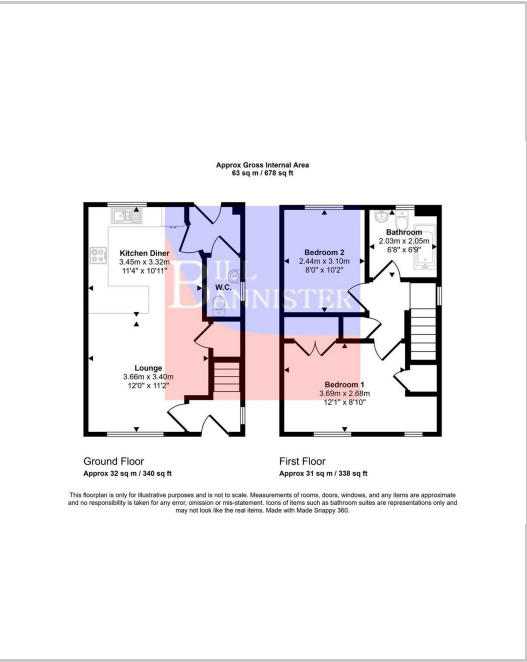 Approx Gross Internal Area
63 sq m / 678 sq ft
Kitchen Diner
3.45m x 3.32m
11'4" x 10'11"
W.C.
Lounge
3.66m x 3.40m
12'0" x 11'2"
Bedroom 2
2.44m x 3.10m
8'0" x 10'2"
Bathroom
2.03m x 2.05m
6'8" x 6'9"
Bedroom 1
3.69m x 2.68m
12'1" x 8'10"
BILL
BANNISTER
Ground Floor
Approx 32 sq m / 340 sq ft
First Floor
Approx 31 sq m / 338 sq ft
This floorplan is only for illustrative purposes and is not to scale. Measurements of rooms, doors, windows, and any items are approximate
and no responsibility is taken for any error, omission or mis-statement. Icons of items such as bathroom suites are representations only and
may not look like the real items. Made with Made Snappy 360.